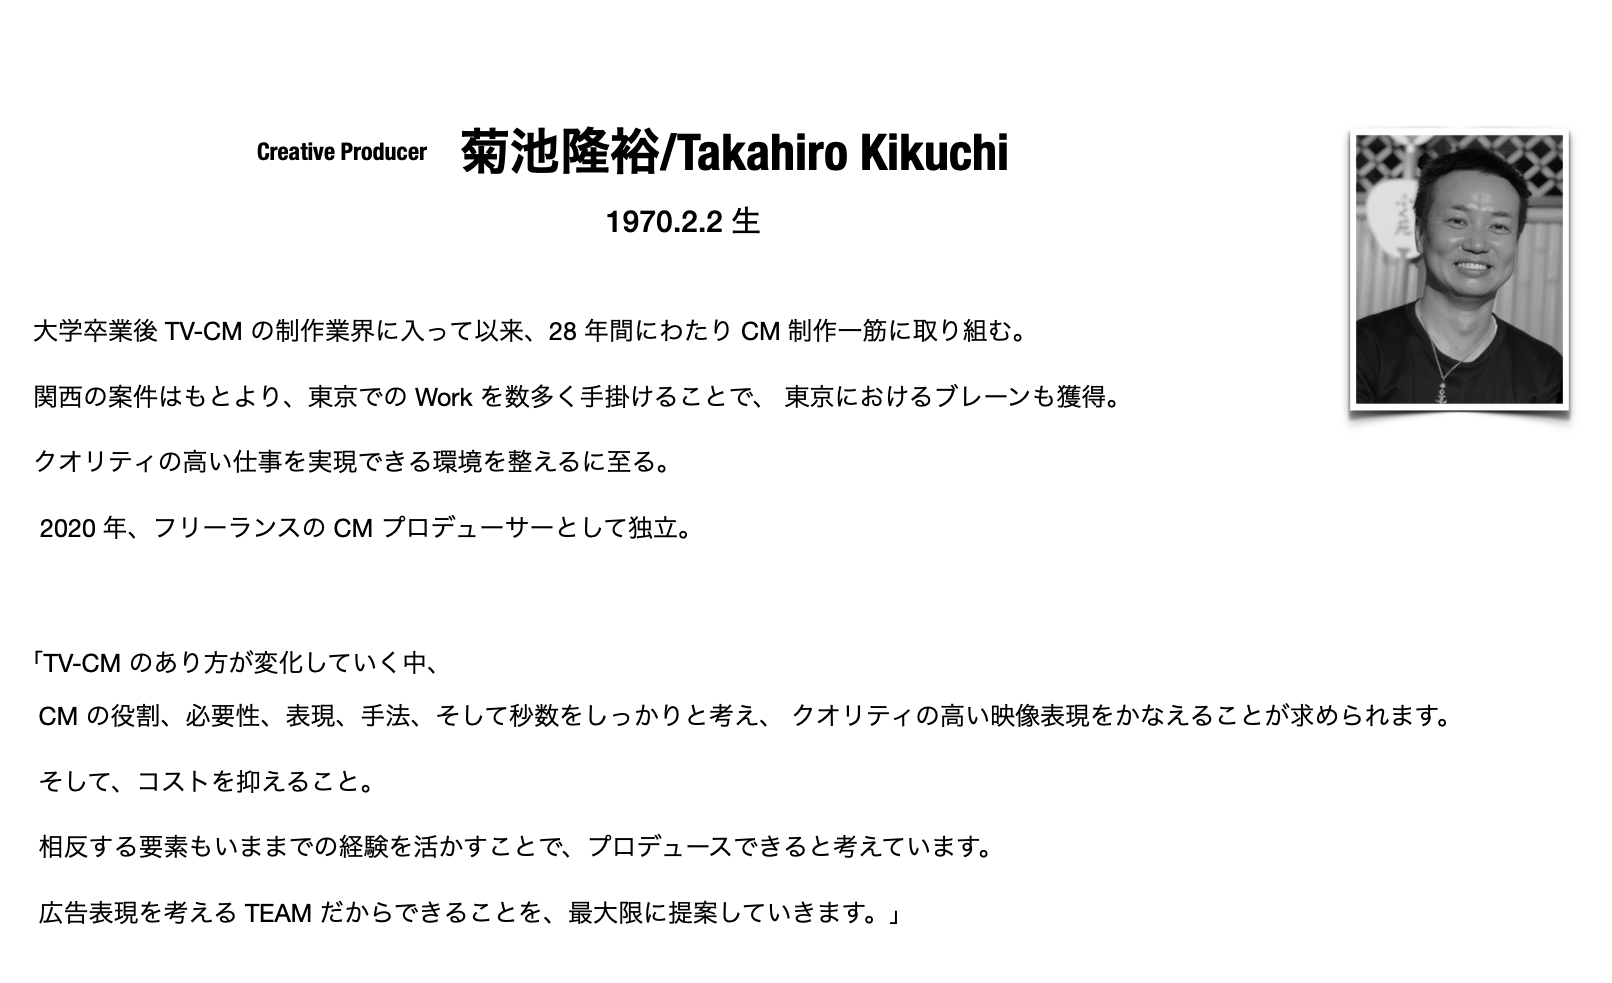 Creative Producer 菊池隆裕/Takahiro Kikuchi
1970.2.2 生
大学卒業後 TV-CM の制作業界に入って以来、28 年間にわたり CM 制作一筋に取り組む。
関西の案件はもとより、東京での Work を数多く手掛けることで、 東京におけるブレーンも獲得。
クオリティの高い仕事を実現できる環境を整えるに至る。
2020 年、フリーランスの CM プロデューサーとして独立。
「TV-CM のあり方が変化していく中、
CM の役割、必要性、表現、手法、そして秒数をしっかりと考え、 クオリティの高い映像表現をかなえることが求められます。
そして、コストを抑えること。
相反する要素もいままでの経験を活かすことで、プロデュースできると考えています。
広告表現を考える TEAM だからできることを、最大限に提案していきます。」